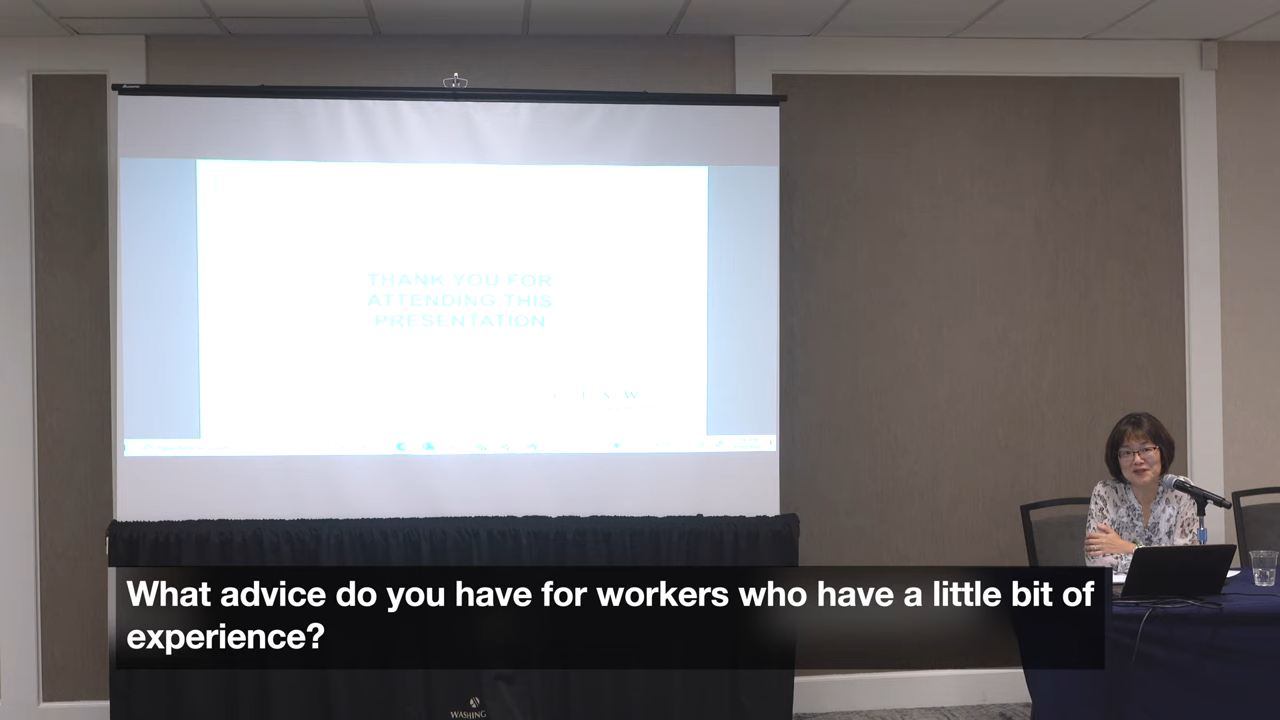 THANK YOU FOR
ATTENDING THIS
PRESENTATION
What advice do you have for workers who have a little bit of
experience?
WASHING